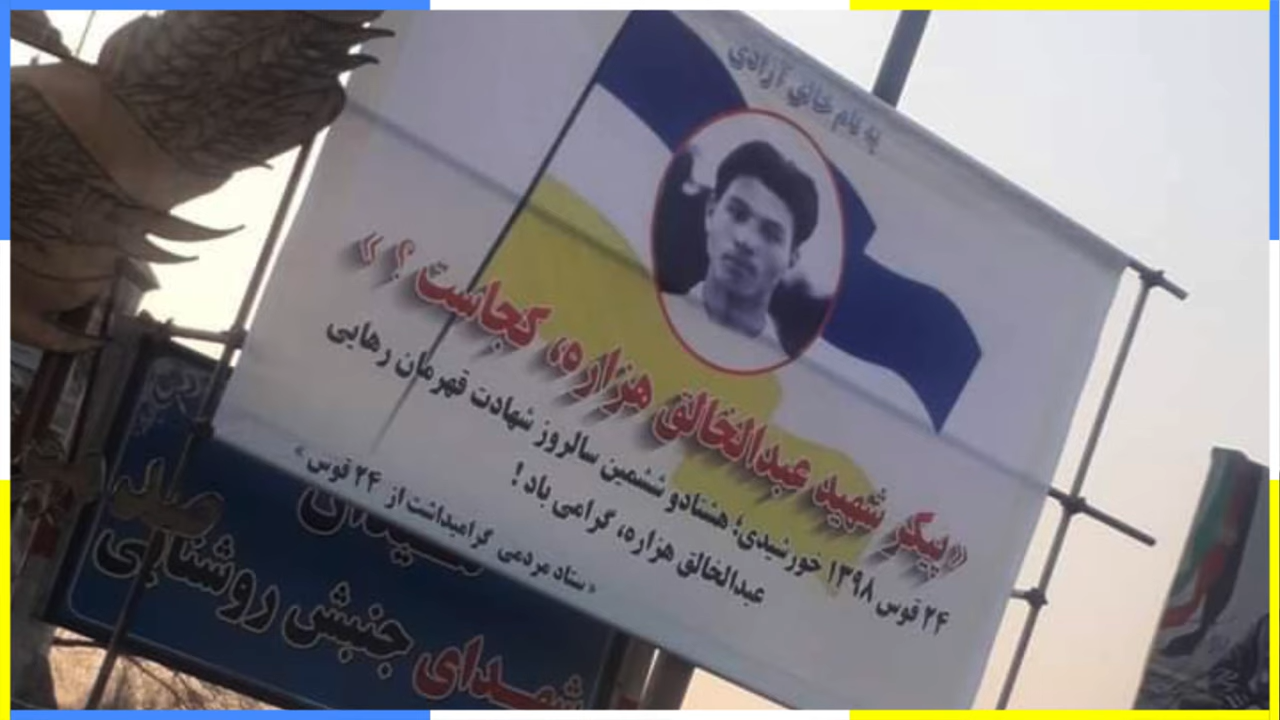 به نام خالق آزادی
«پیکر شهید عبدالخالق هزاره، کجاست ؟»
۲۴ قوس ۱۳۹۸ خورشیدی؛ هشتادو ششمین سالروز شهادت قهرمان رهایی
عبدالخالق هزاره، گرامی باد !
«ستاد مردمی گرامیداشت از ۲۴ قوس»
شهدای جنبش روشنایی